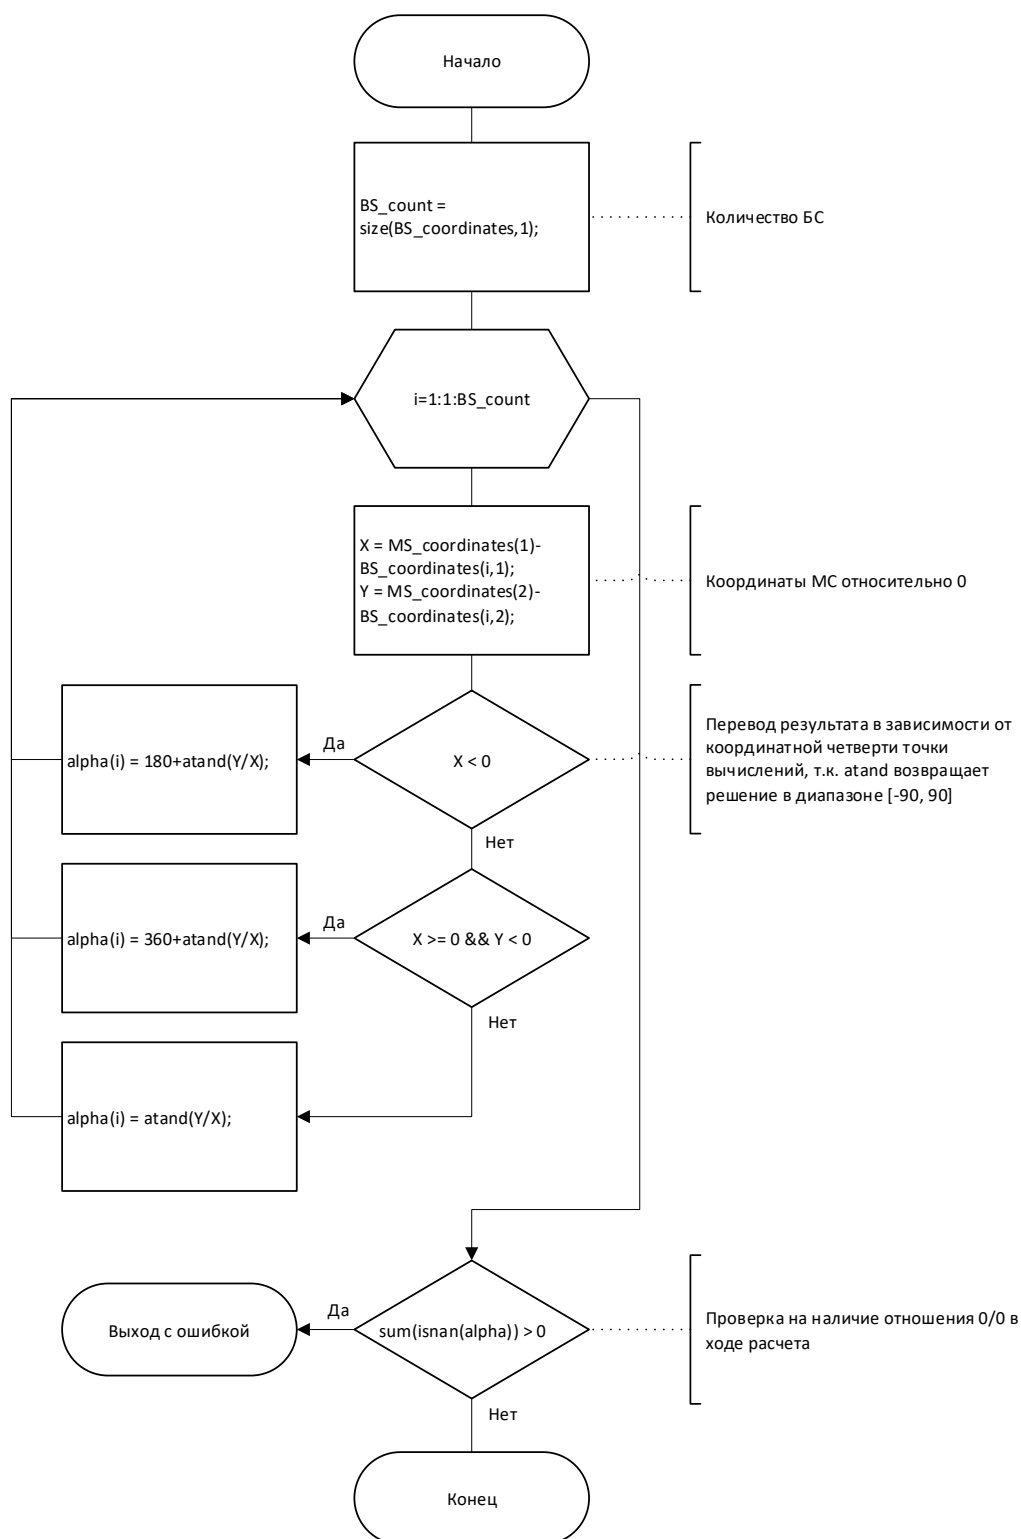 Начало
BS_count =
size(BS_coordinates,1);
Количество БС
i=1:1:BS_count
X = MS_coordinates(1)-
BS_coordinates(i,1);
Y = MS_coordinates(2)-
BS_coordinates(i,2);
Координаты МС относительно 0
alpha(i) = 180+atand(Y/X);
Да
X < 0
Перевод результата в зависимости от
координатной четверти точки
вычислений, т.к. atand возвращает
решение в диапазоне [-90, 90]
Нет
alpha(i) = 360+atand(Y/X);
Да
X >= 0 && Y < 0
Нет
alpha(i) = atand(Y/X);
Выход с ошибкой
Да
sum(isnan(alpha)) > 0
Проверка на наличие отношения 0/0 в
ходе расчета
Нет
Конец